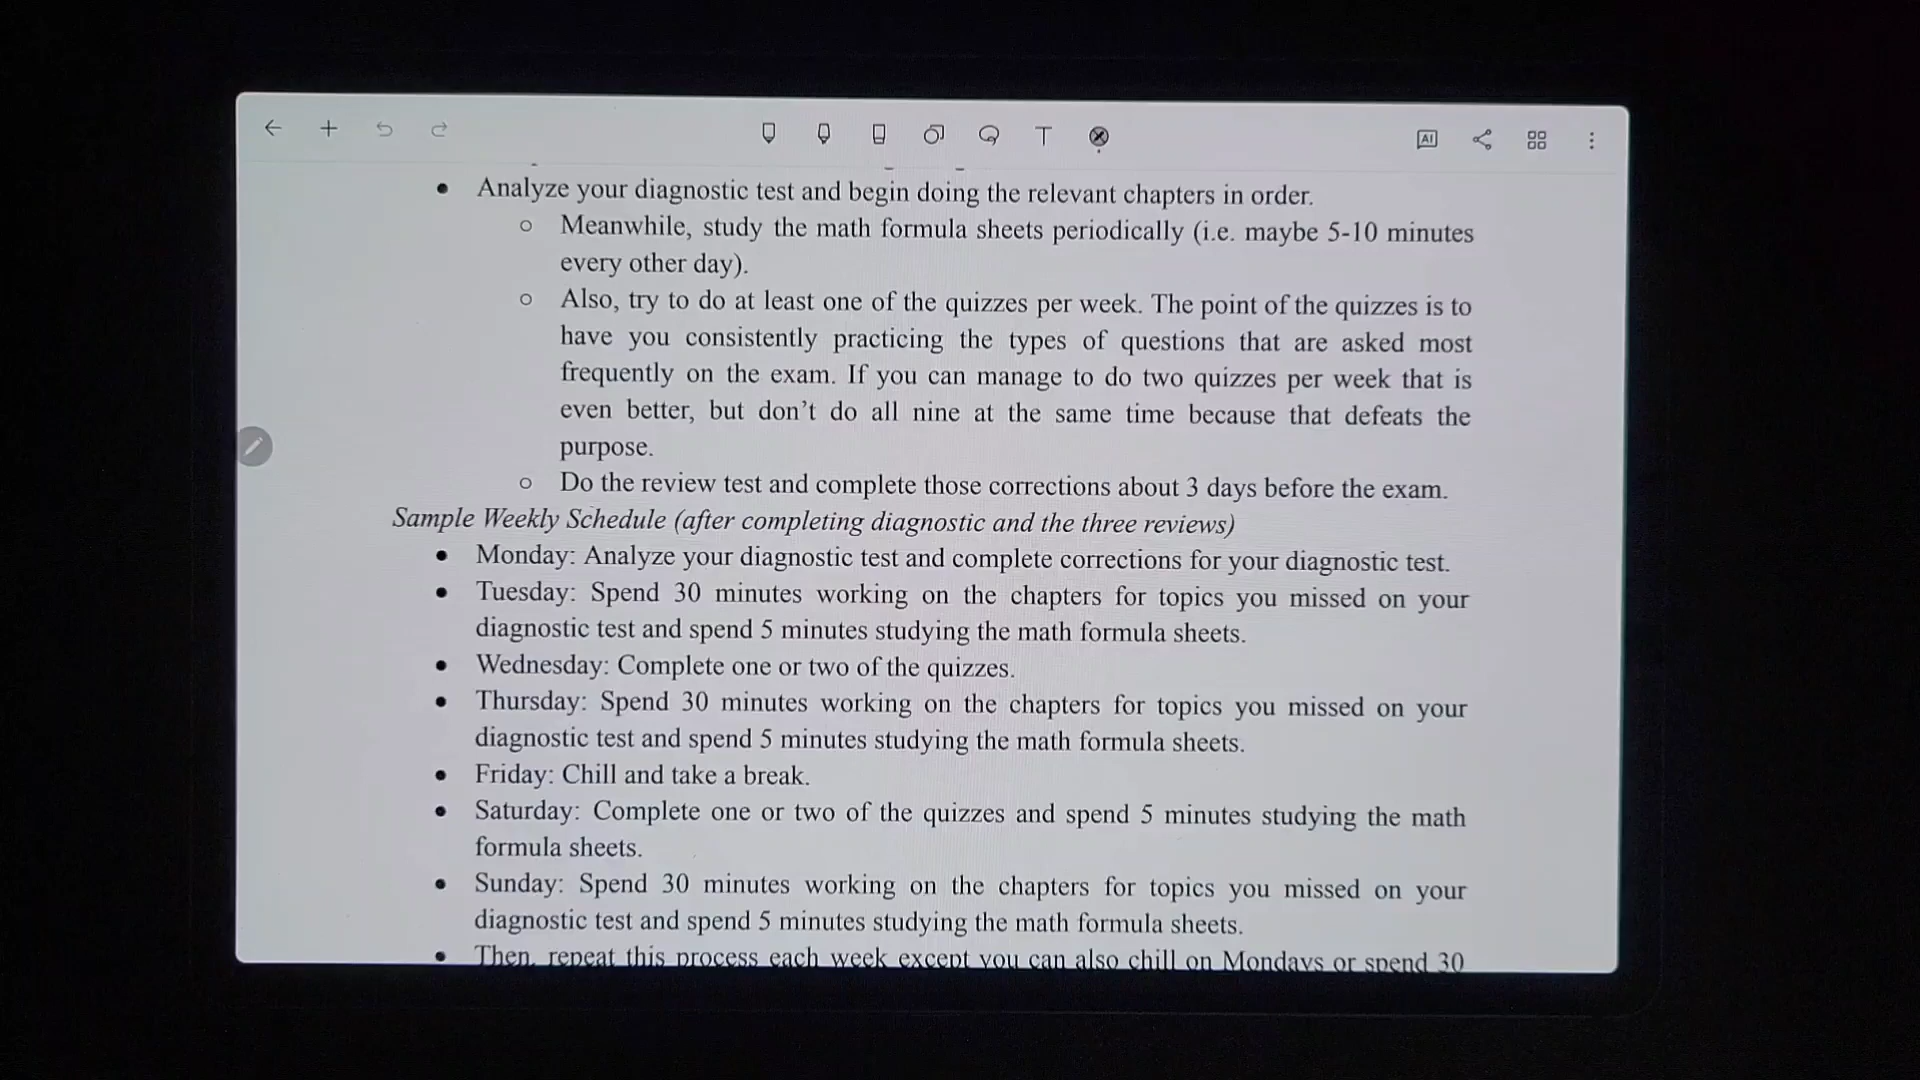 AI
T
• Analyze your diagnostic test and begin doing the relevant chapters in order.
o Meanwhile, study the math formula sheets periodically (i.e. maybe 5-10 minutes
every other day).
o Also, try to do at least one of the quizzes per week. The point of the quizzes is to
have you consistently practicing the types of questions that are asked most
frequently on the exam. If you can manage to do two quizzes per week that is
even better, but don’t do all nine at the same time because that defeats the
purpose.
o Do the review test and complete those corrections about 3 days before the exam.
Sample Weekly Schedule (after completing diagnostic and the three reviews)
• Monday: Analyze your diagnostic test and complete corrections for your diagnostic test.
• Tuesday: Spend 30 minutes working on the chapters for topics you missed on your
diagnostic test and spend 5 minutes studying the math formula sheets.
• Wednesday: Complete one or two of the quizzes.
• Thursday: Spend 30 minutes working on the chapters for topics you missed on your
diagnostic test and spend 5 minutes studying the math formula sheets.
• Friday: Chill and take a break.
• Saturday: Complete one or two of the quizzes and spend 5 minutes studying the math
formula sheets.
• Sunday: Spend 30 minutes working on the chapters for topics you missed on your
diagnostic test and spend 5 minutes studying the math formula sheets.
• Then, repeat this process each week except you can also chill on Mondays or spend 30